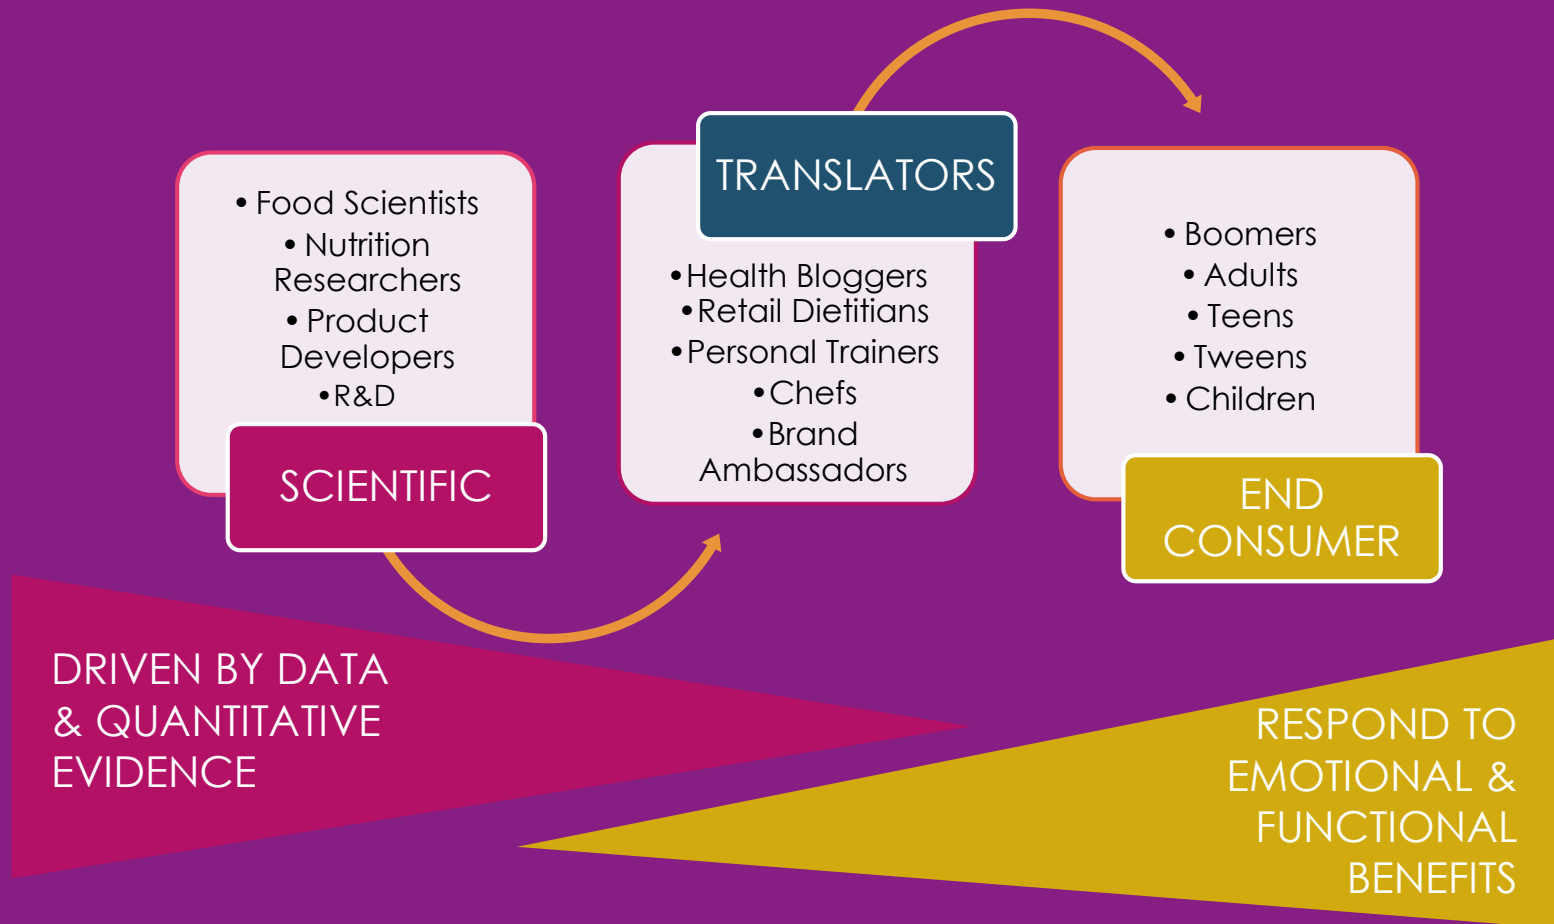 • Food Scientists
• Nutrition
Researchers
• Product
Developers
• R&D
SCIENTIFIC
TRANSLATORS
• Health Bloggers
• Retail Dietitians
• Personal Trainers
• Chefs
• Brand
Ambassadors
• Boomers
• Adults
• Teens
• Tweens
• Children
END
CONSUMER
DRIVEN BY DATA
& QUANTITATIVE
EVIDENCE
RESPOND TO
EMOTIONAL &
FUNCTIONAL
BENEFITS